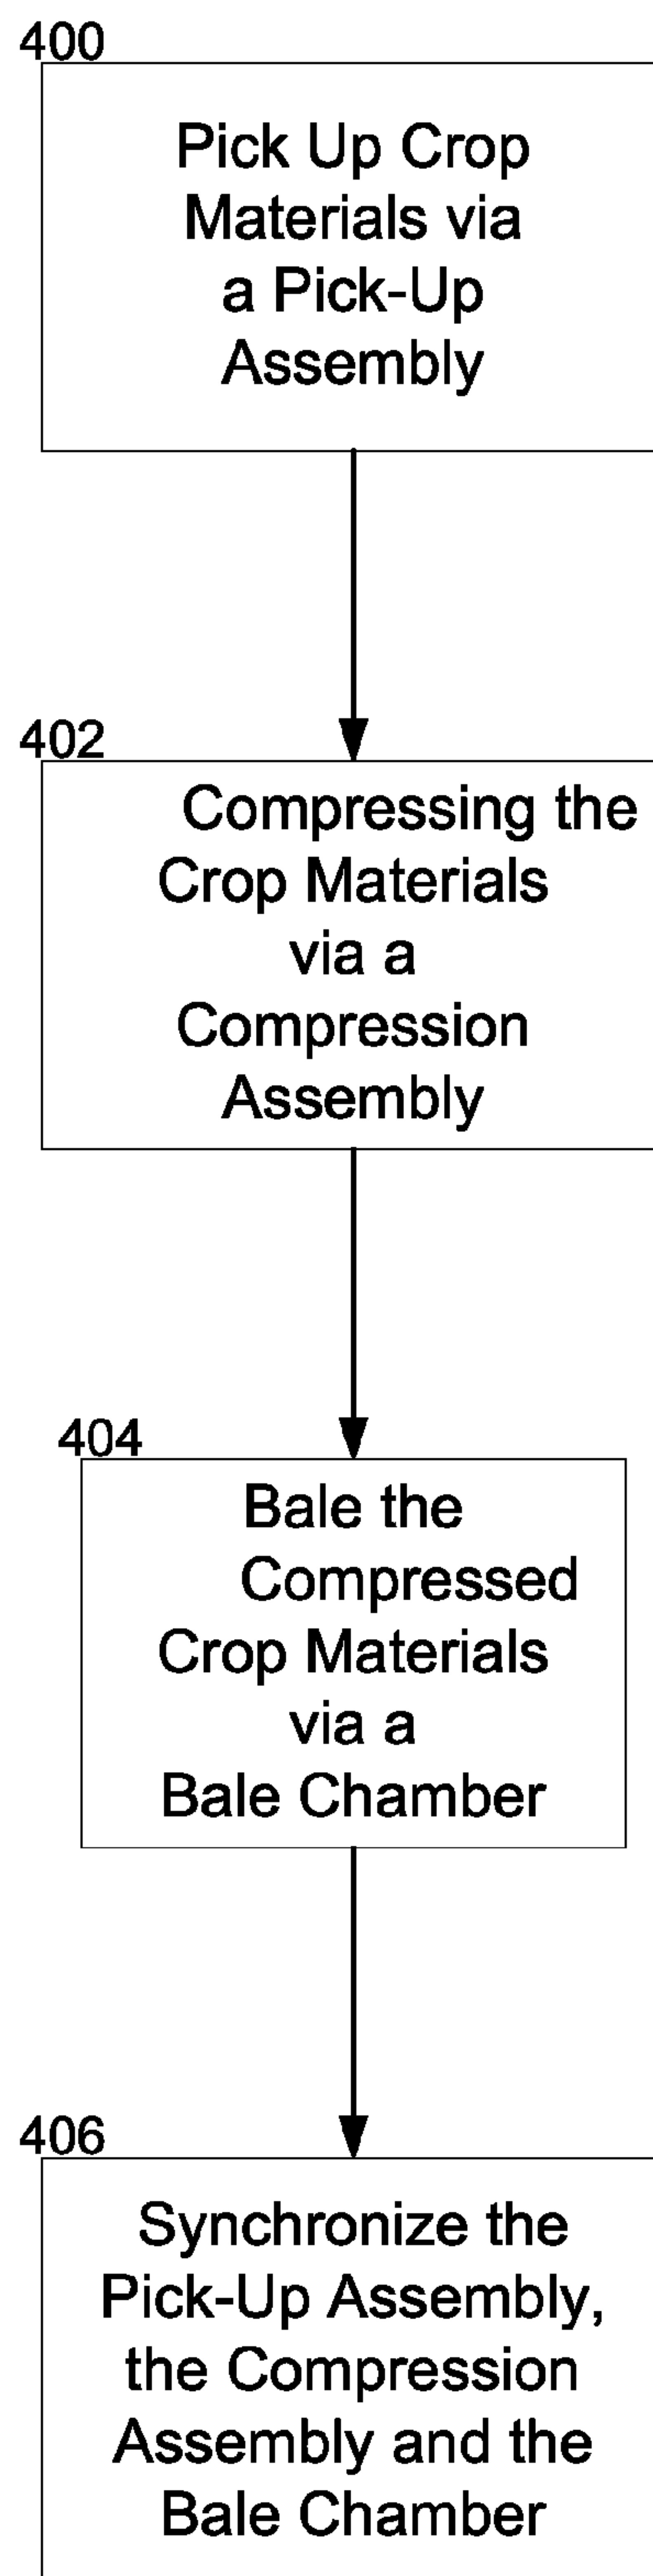 400
Pick Up Crop
Materials via
a Pick-Up
Assembly
402
Compressing the
Crop Materials
via a
Compression
Assembly
404
Bale the
Compressed
Crop Materials
via a
Bale Chamber
406
Synchronize the
Pick-Up Assembly,
the Compression
Assembly and the
Bale Chamber